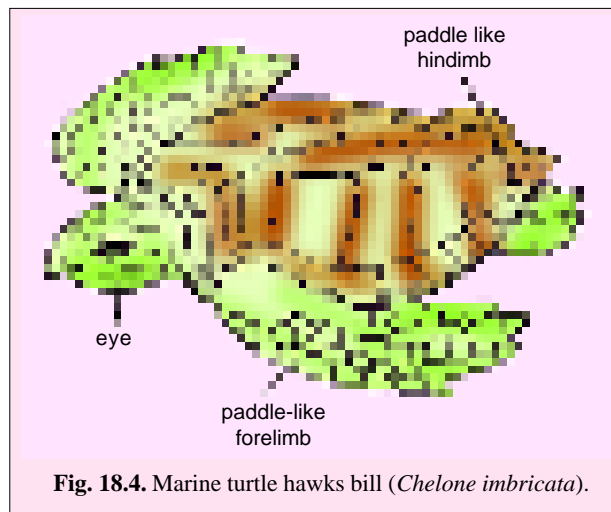 paddle like
hindimb
eye
paddle-like
forelimb
Fig. 18.4. Marine turtle hawks bill (Chelone imbricata).